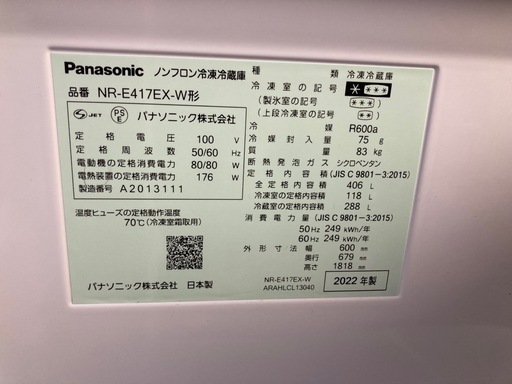 Panasonic ノンフロン冷凍冷蔵庫
品番 NR-E417EX-W形
JET PS E パナソニック株式会社
定格電圧 100 V
定格周波数 50/60 Hz
電動機の定格消費電力 80/80 W
電熱装置の定格消費電力 176 W
製造番号 A2013111
温度ヒューズの定格動作温度
70℃(冷凍室霜取用)
パナソニック株式会社 日本製
種類 冷凍冷蔵庫
冷凍室の記号 * ***
(製氷室の記号) ***
(上段冷凍室の記号) **
冷媒 R600a
冷媒封入量 75 g
質量 83 kg
断熱発泡ガス シクロペンタン
定格内容積 (JIS C 9801-3:2015)
全定格内容積 406 L
冷凍室の定格内容積 118 L
冷蔵室の定格内容積 288 L
消費電力量 (JIS C 9801-3:2015)
50Hz 249 kWh/年
60Hz 249 kWh/年
外形寸法 幅 600 mm
奥行 679 mm
高さ 1818 mm
NR-E417EX-W
ARAHLCL13040
2022年製